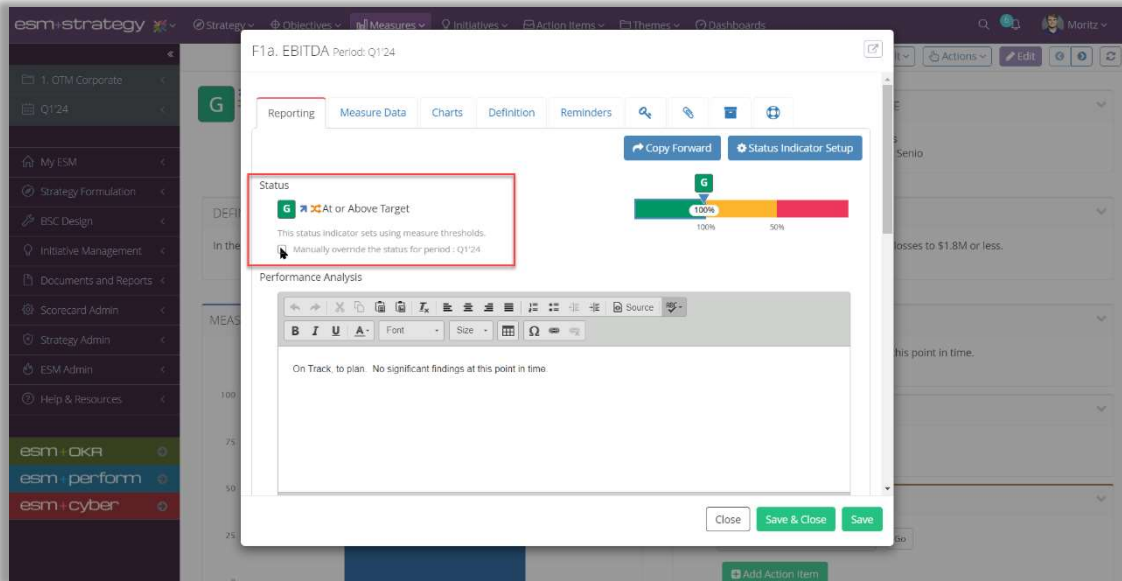 esm+strategy
Strategy
Objectives
Measures
Initiatives
Action Items
Themes
Dashboards
Moritz
1. OTM Corporate
Q1'24
My ESM
Strategy Formulation
BSC Design
Initiative Management
Documents and Reports
Scorecard Admin
Strategy Admin
ESM Admin
Help & Resources
esm+OKR
esm+perform
esm+cyber
G
Actions
Edit
Senio
DEFI
In the
losses to $1.8M or less.
MEAS
his point in time.
100
75
50
25
Go
Add Action Item
F1a. EBITDA Period: Q1'24
Reporting
Measure Data
Charts
Definition
Reminders
Copy Forward
Status Indicator Setup
Status
G At or Above Target
This status indicator sets using measure thresholds.
Manually override the status for period : Q1'24
G
100%
100% 50%
Performance Analysis
Source
B I U A Font Size Ω
On Track, to plan. No significant findings at this point in time.
Close
Save & Close
Save